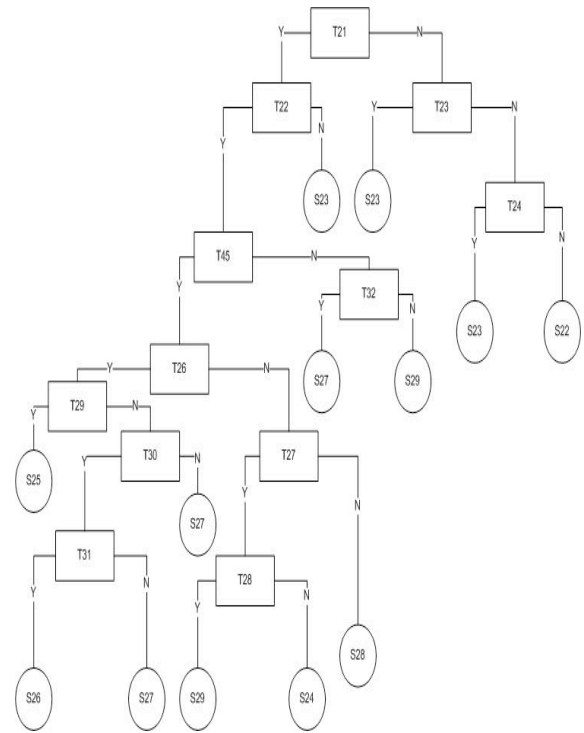 Y T21 N
Y T22 N
Y T23 N
S23
S23
Y T24 N
Y T45 N
Y T32 N
S23
S22
Y T26 N
S27
S29
Y T29 N
Y T30 N
Y T27 N
S25
S27
Y T31 N
Y T28 N
S28
S26
S27
S29
S24